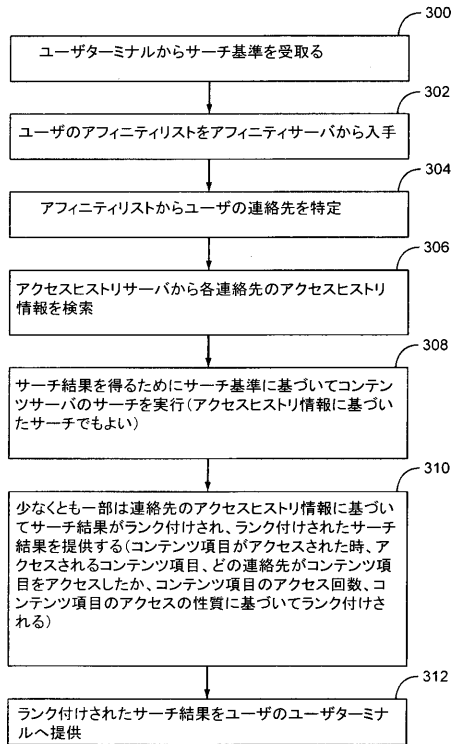 300
ユーザターミナルからサーチ基準を受取る
302
ユーザのアフィニティリストをアフィニティサーバから入手
304
アフィニティリストからユーザの連絡先を特定
306
アクセスヒストリサーバから各連絡先のアクセスヒストリ
情報を検索
308
サーチ結果を得るためにサーチ基準に基づいてコンテン
ツサーバのサーチを実行(アクセスヒストリ情報に基づい
たサーチでもよい)
310
少なくとも一部は連絡先のアクセスヒストリ情報に基づい
てサーチ結果がランク付けされ、ランク付けされたサーチ
結果を提供する(コンテンツ項目がアクセスされた時、ア
クセスされるコンテンツ項目、どの連絡先がコンテンツ項
目をアクセスしたか、コンテンツ項目のアクセス回数、コ
ンテンツ項目のアクセスの性質に基づいてランク付けさ
れる)
312
ランク付けされたサーチ結果をユーザのユーザターミナ
ルへ提供